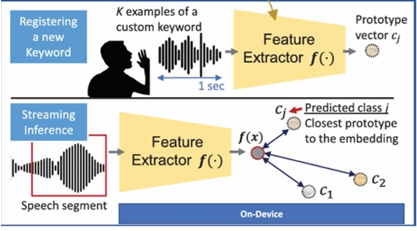 Registering
a new
Keyword
K examples of a
custom keyword
1 sec
Feature
Extractor f(·)
Prototype
vector cj
Streaming
Inference
Speech segment
Feature
Extractor f(·)
f(x)
Cj
Predicted class j
Closest prototype
to the embedding
C1
C2
On-Device